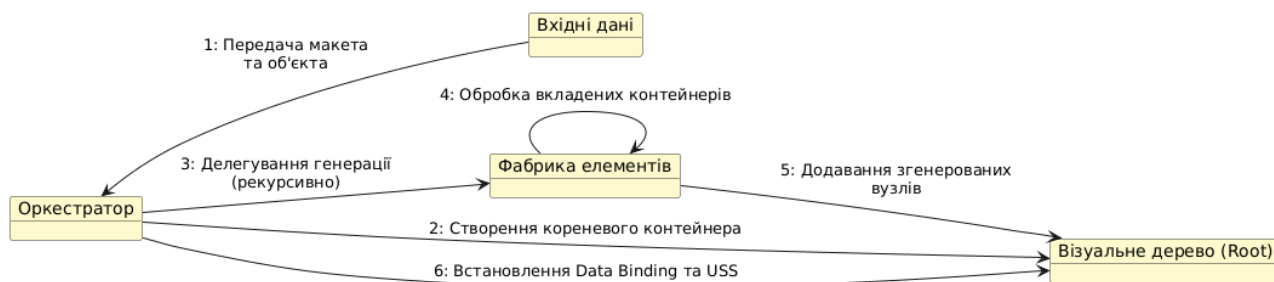 Вхідні дані
1: Передача макета
та об'єкта
4: Обробка вкладених контейнерів
3: Делегування генерації
(рекурсивно)
Фабрика елементів
5: Додавання згенерованих
вузлів
Оркестратор
2: Створення кореневого контейнера
Візуальне дерево (Root)
6: Встановлення Data Binding та USS